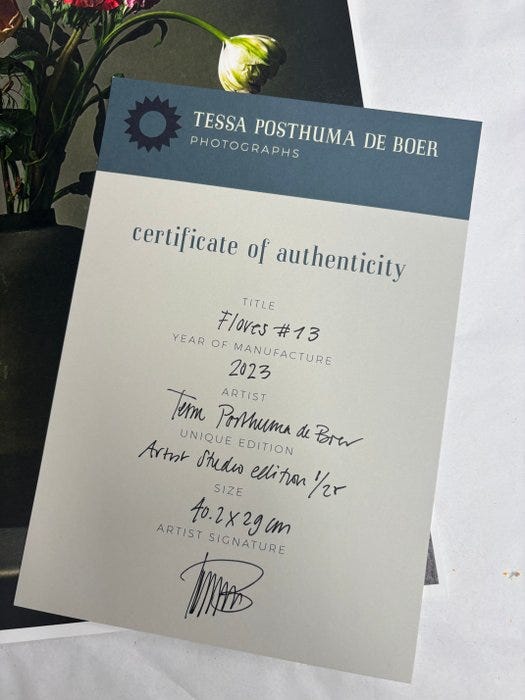 TESSA POSTHUMA DE BOER
PHOTOGRAPHS
certificate of authenticity
TITLE
Flores #13
YEAR OF MANUFACTURE
2023
ARTIST
Tessa Posthuma de Boer
UNIQUE EDITION
Artist Studio edition 1/25
SIZE
40.2 X 29 cm
ARTIST SIGNATURE